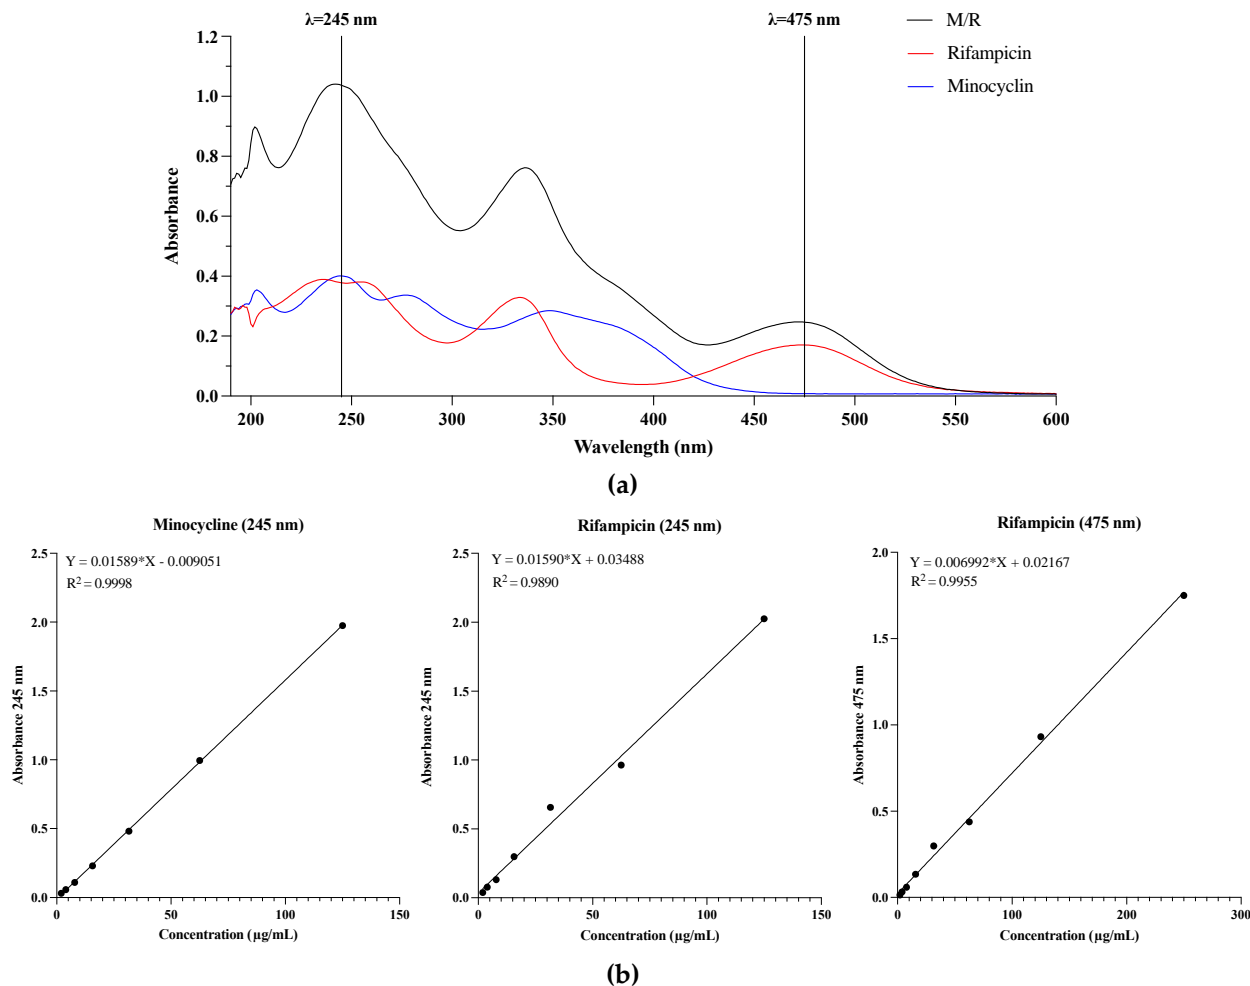 λ=245 nm
λ=475 nm
M/R
Rifampicin
Minocyclin
1.2
1.0
0.8
0.6
0.4
0.2
0.0
Absorbance
200 250 300 350 400 450 500 550 600
Wavelength (nm)
(a)
Minocycline (245 nm)
Y = 0.01589*X - 0.009051
R² = 0.9998
2.5
2.0
1.5
1.0
0.5
0.0
Absorbance 245 nm
0 50 100 150
Concentration (µg/mL)
Rifampicin (245 nm)
Y = 0.01590*X + 0.03488
R² = 0.9890
2.5
2.0
1.5
1.0
0.5
0.0
Absorbance 245 nm
0 50 100 150
Concentration (µg/mL)
Rifampicin (475 nm)
Y = 0.006992*X + 0.02167
R² = 0.9955
2.0
1.5
1.0
0.5
0.0
Absorbance 475 nm
0 100 200 300
Concentration (µg/mL)
(b)